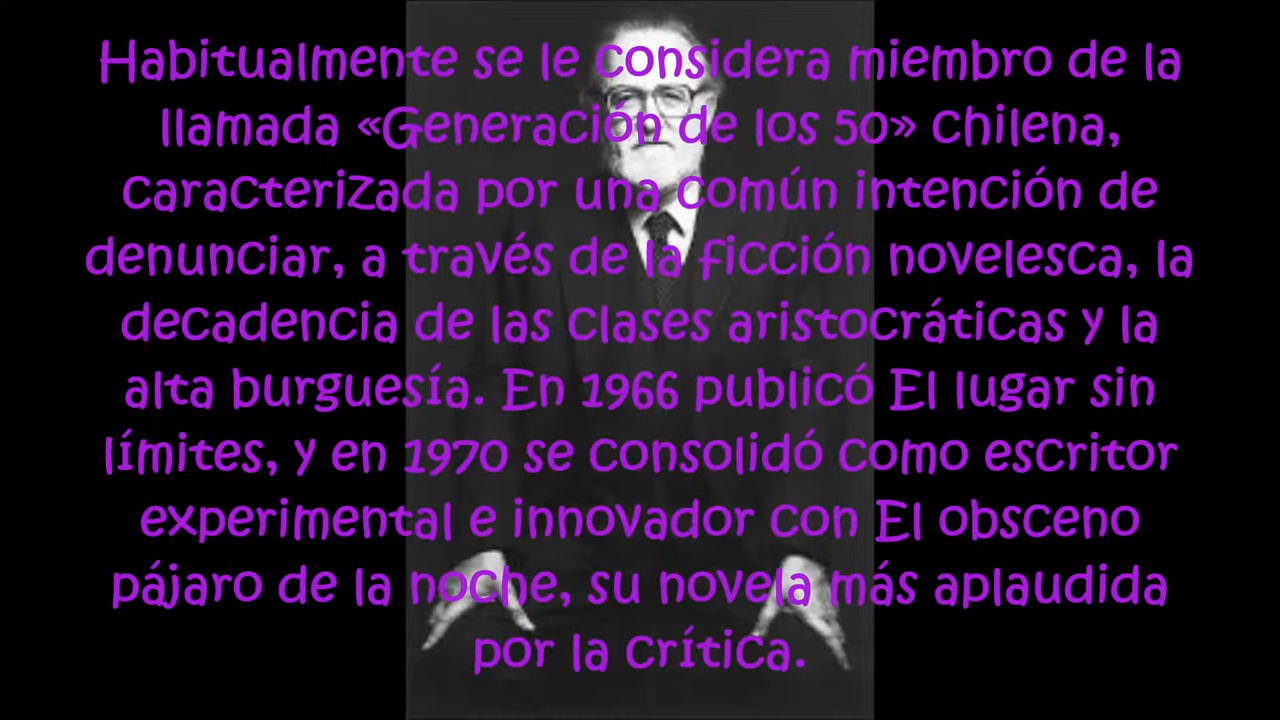 Habitualmente se le considera miembro de la
llamada «Generación de los 50» chilena,
caracterizada por una común intención de
denunciar, a través de la ficción novelesca, la
decadencia de las clases aristocráticas y la
alta burguesía. En 1966 publicó El lugar sin
límites, y en 1970 se consolidó como escritor
experimental e innovador con El obsceno
pájaro de la noche, su novela más aplaudida
por la crítica.